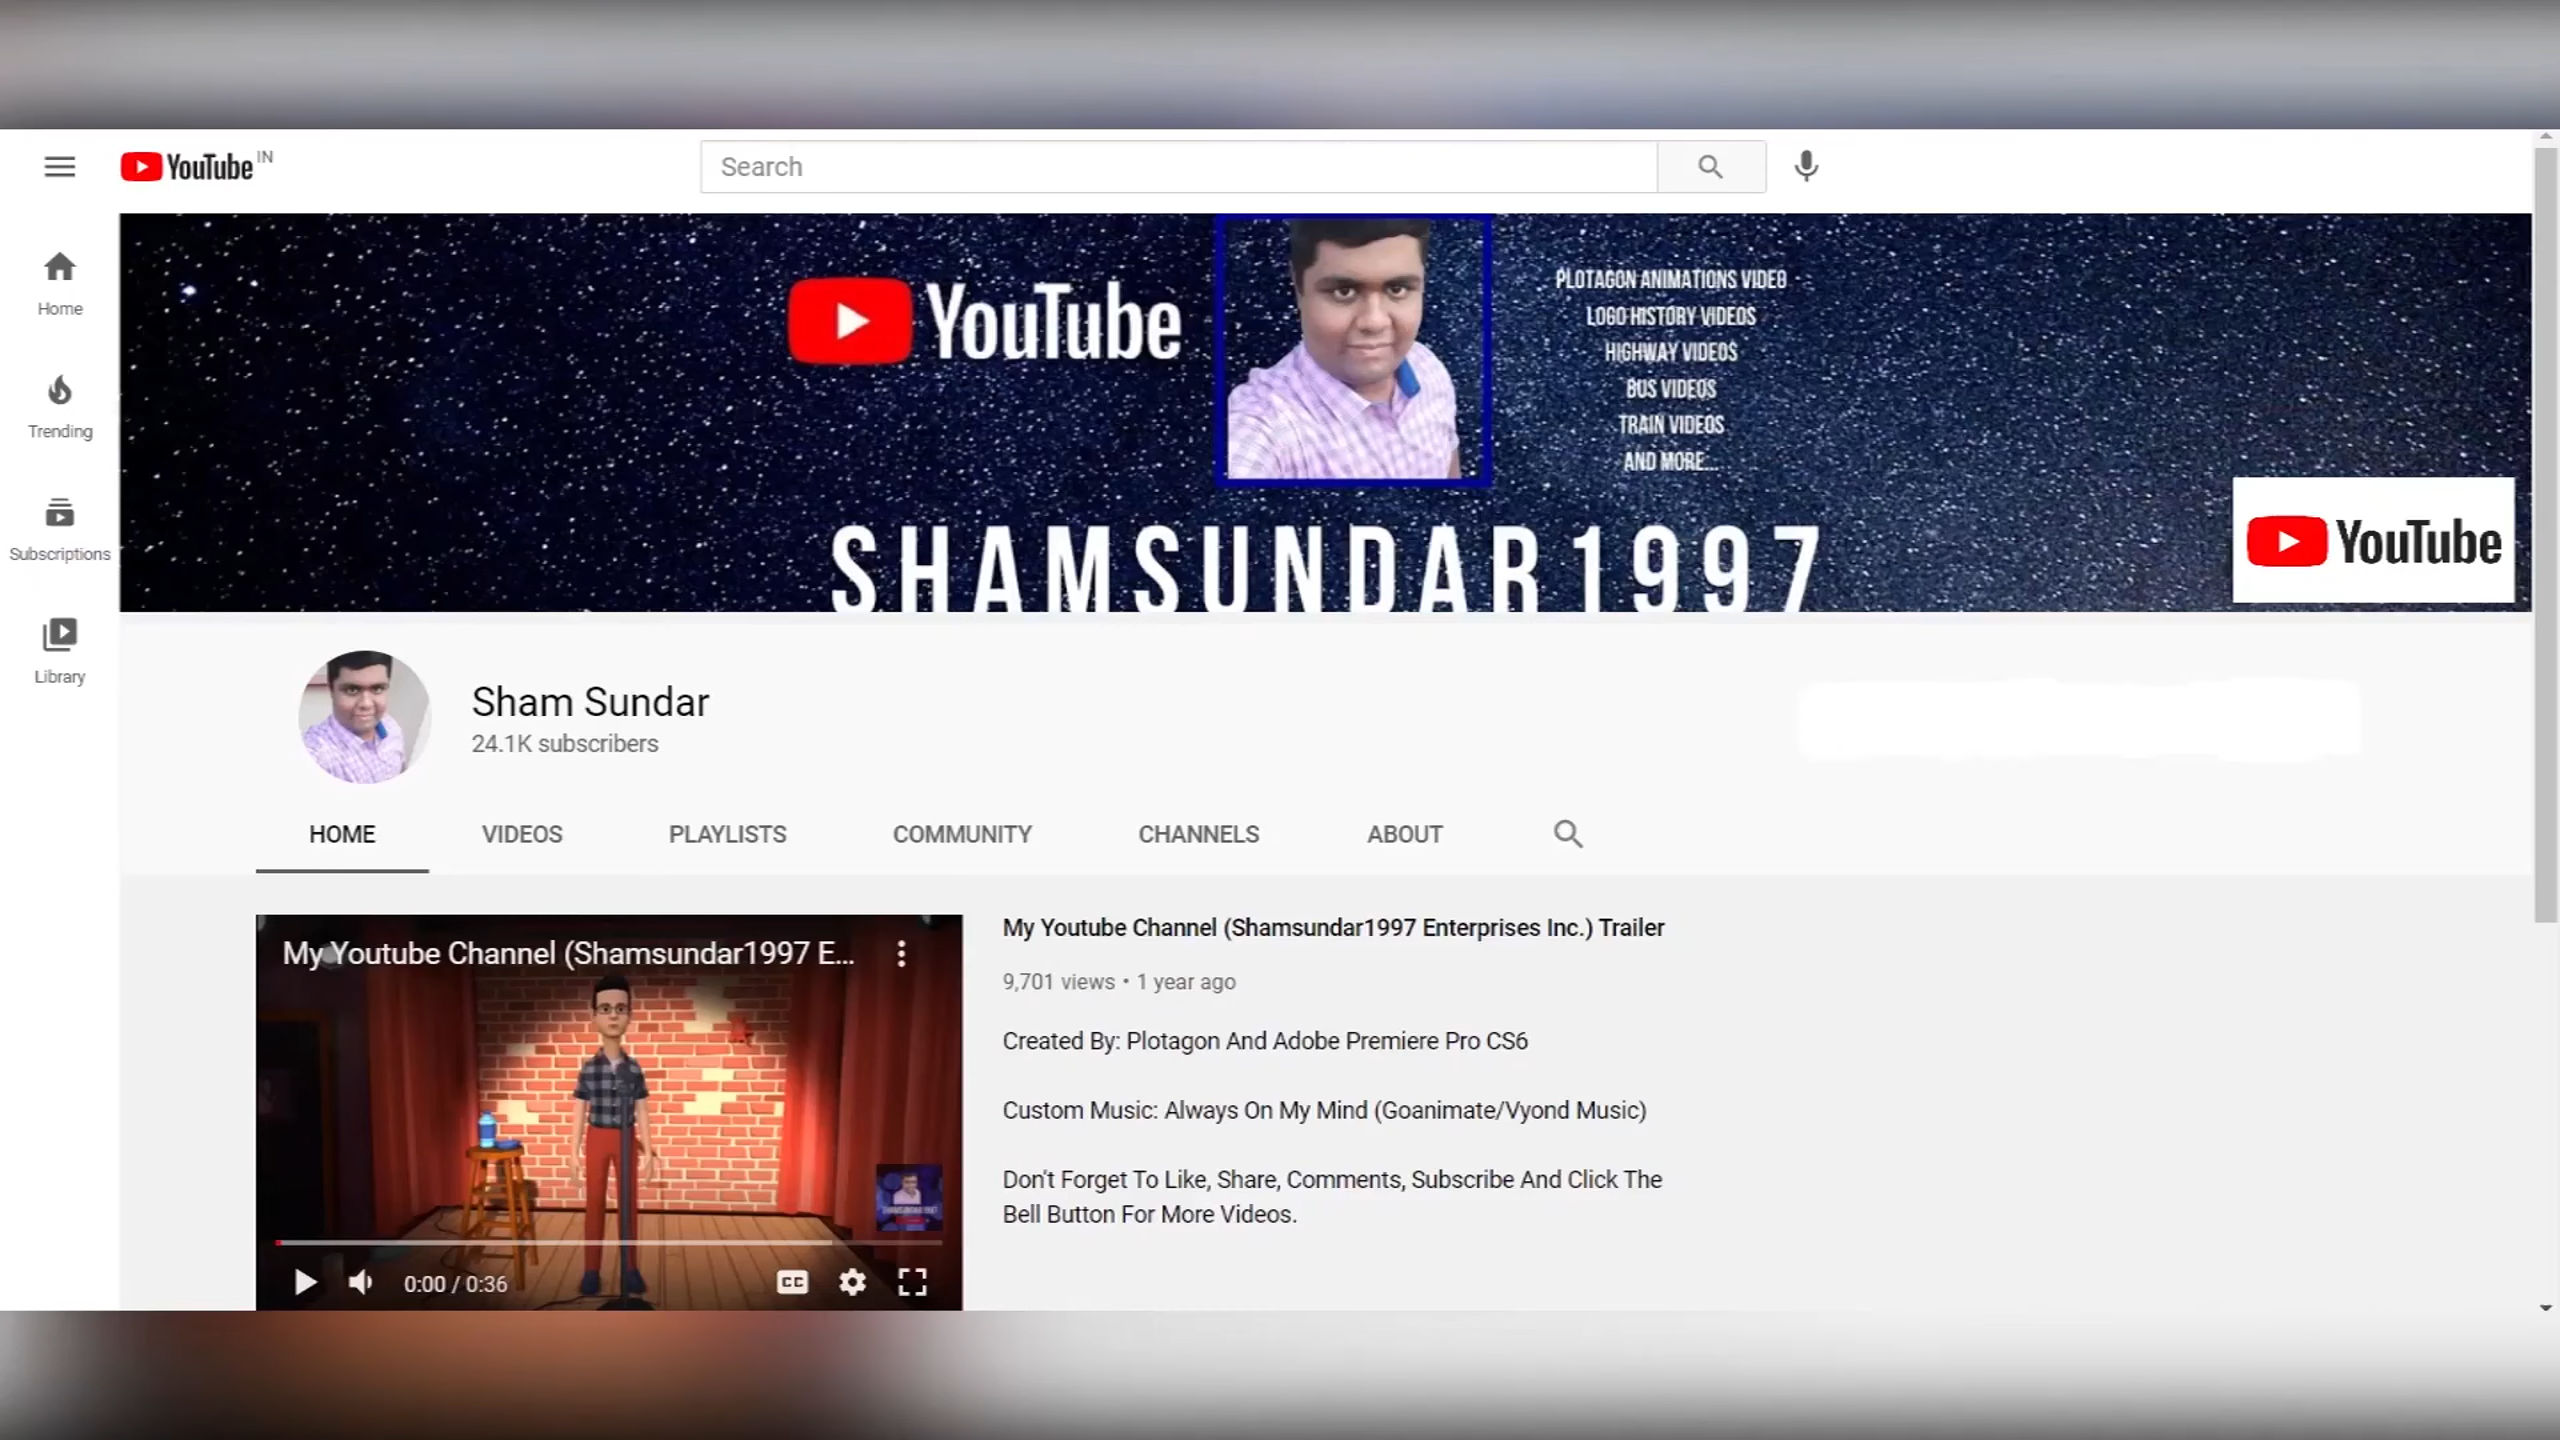 YouTube IN
Search
Home
Trending
Subscriptions
Library
YouTube
PLOTAGON ANIMATIONS VIDEO
LOGO HISTORY VIDEOS
HIGHWAY VIDEOS
BUS VIDEOS
TRAIN VIDEOS
AND MORE...
SHAMSUNDAR1997
YouTube
Sham Sundar
24.1K subscribers
HOME VIDEOS PLAYLISTS COMMUNITY CHANNELS ABOUT
My Youtube Channel (Shamsundar1997 E...
SHAMSUNDAR 1997
0:00 / 0:36
CC
My Youtube Channel (Shamsundar1997 Enterprises Inc.) Trailer
9,701 views • 1 year ago
Created By: Plotagon And Adobe Premiere Pro CS6
Custom Music: Always On My Mind (Goanimate/Vyond Music)
Don't Forget To Like, Share, Comments, Subscribe And Click The
Bell Button For More Videos.